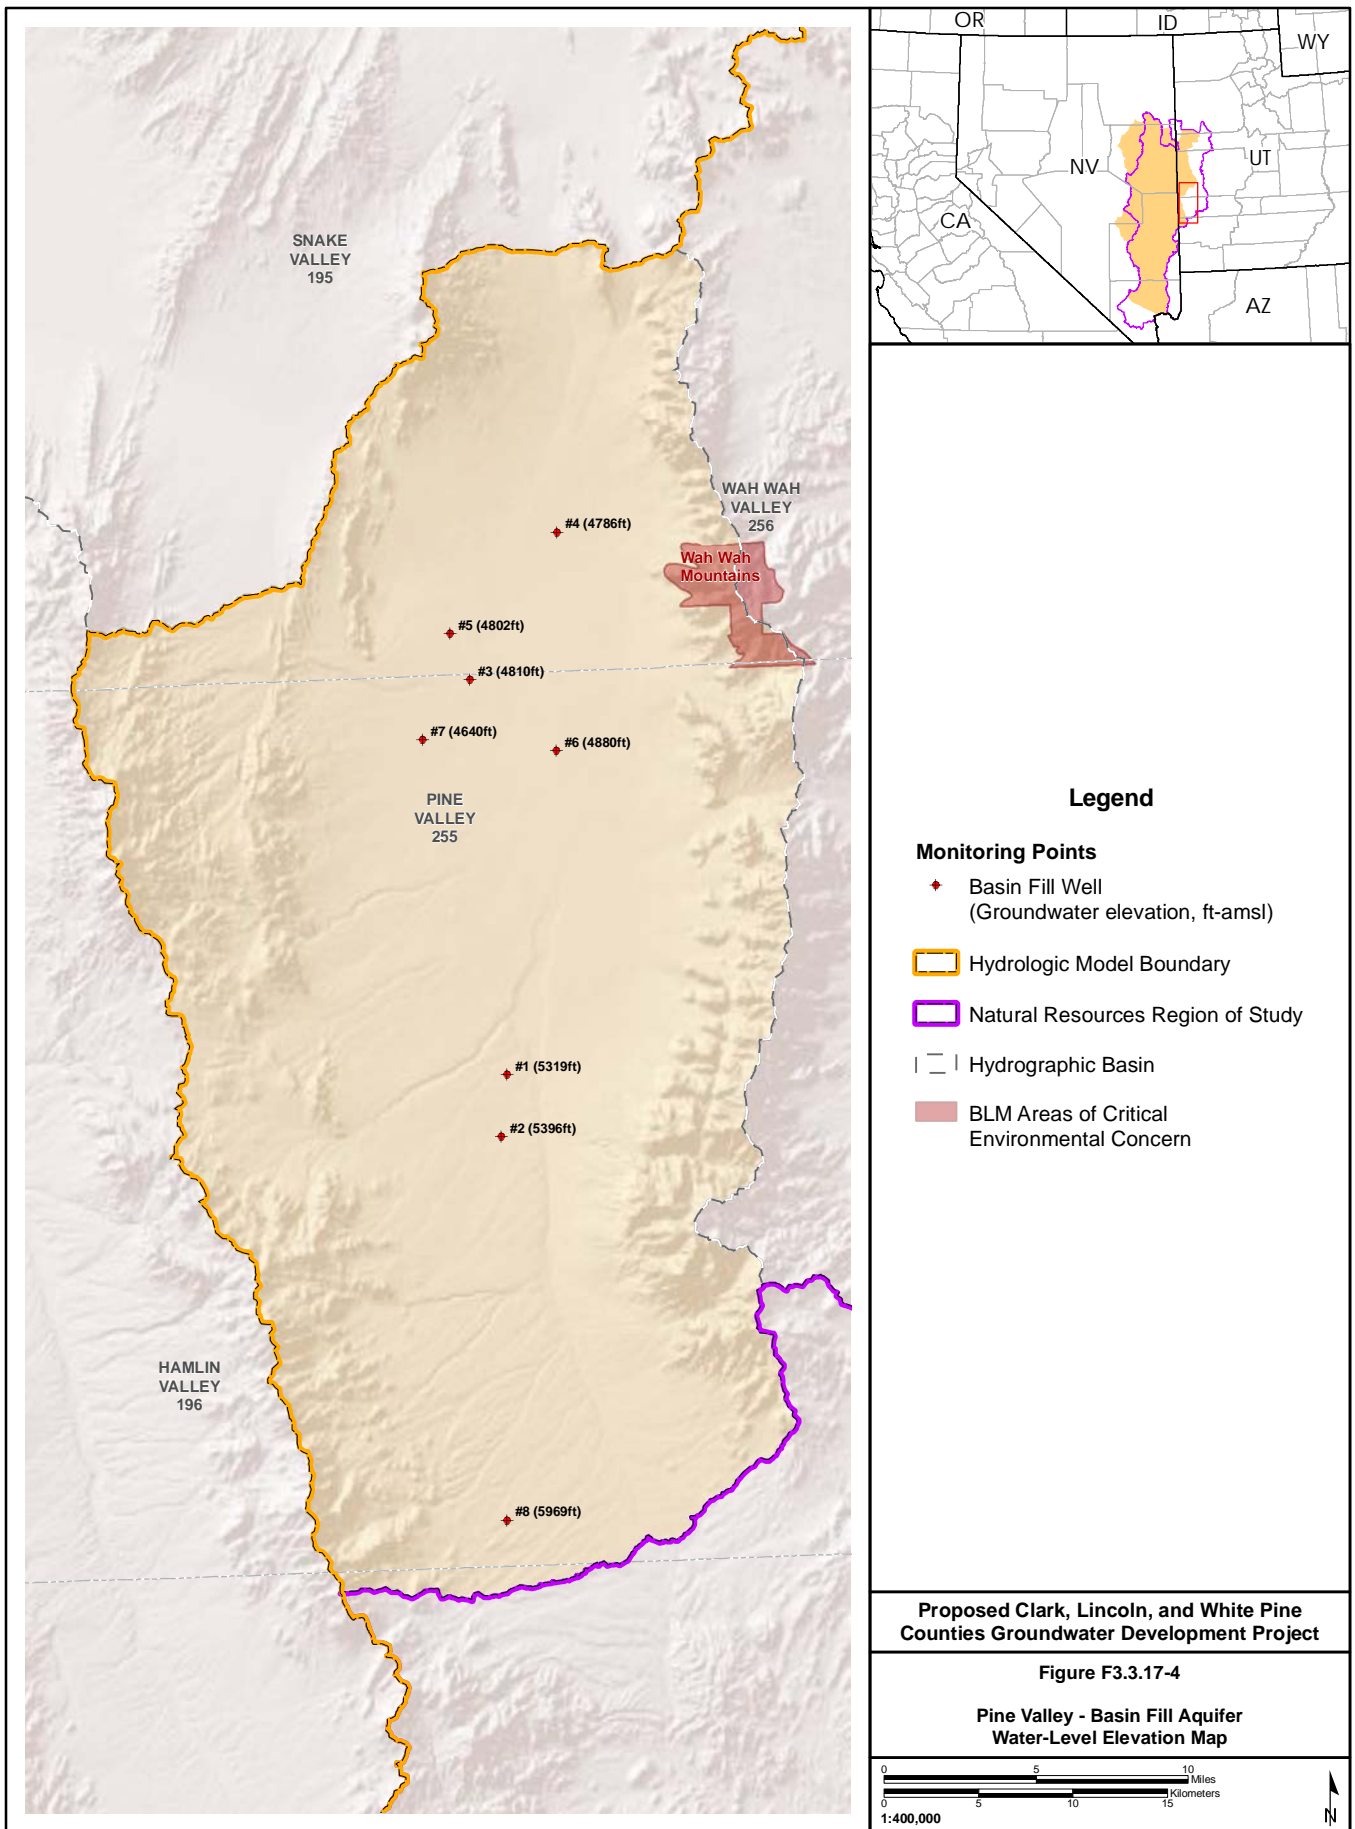 SNAKE
VALLEY
195
WAH WAH
VALLEY
256
#4 (4786ft)
Wah Wah
Mountains
#5 (4802ft)
#3 (4810ft)
#7 (4640ft)
#6 (4880ft)
PINE
VALLEY
255
#1 (5319ft)
#2 (5396ft)
HAMLIN
VALLEY
196
#8 (5969ft)
OR
ID
WY
NV
UT
CA
AZ
Legend
Monitoring Points
Basin Fill Well
(Groundwater elevation, ft-amsl)
Hydrologic Model Boundary
Natural Resources Region of Study
Hydrographic Basin
BLM Areas of Critical
Environmental Concern
Proposed Clark, Lincoln, and White Pine
Counties Groundwater Development Project
Figure F3.3.17-4
Pine Valley - Basin Fill Aquifer
Water-Level Elevation Map
0 5 10
Miles
Kilometers
0 5 10 15
1:400,000
N